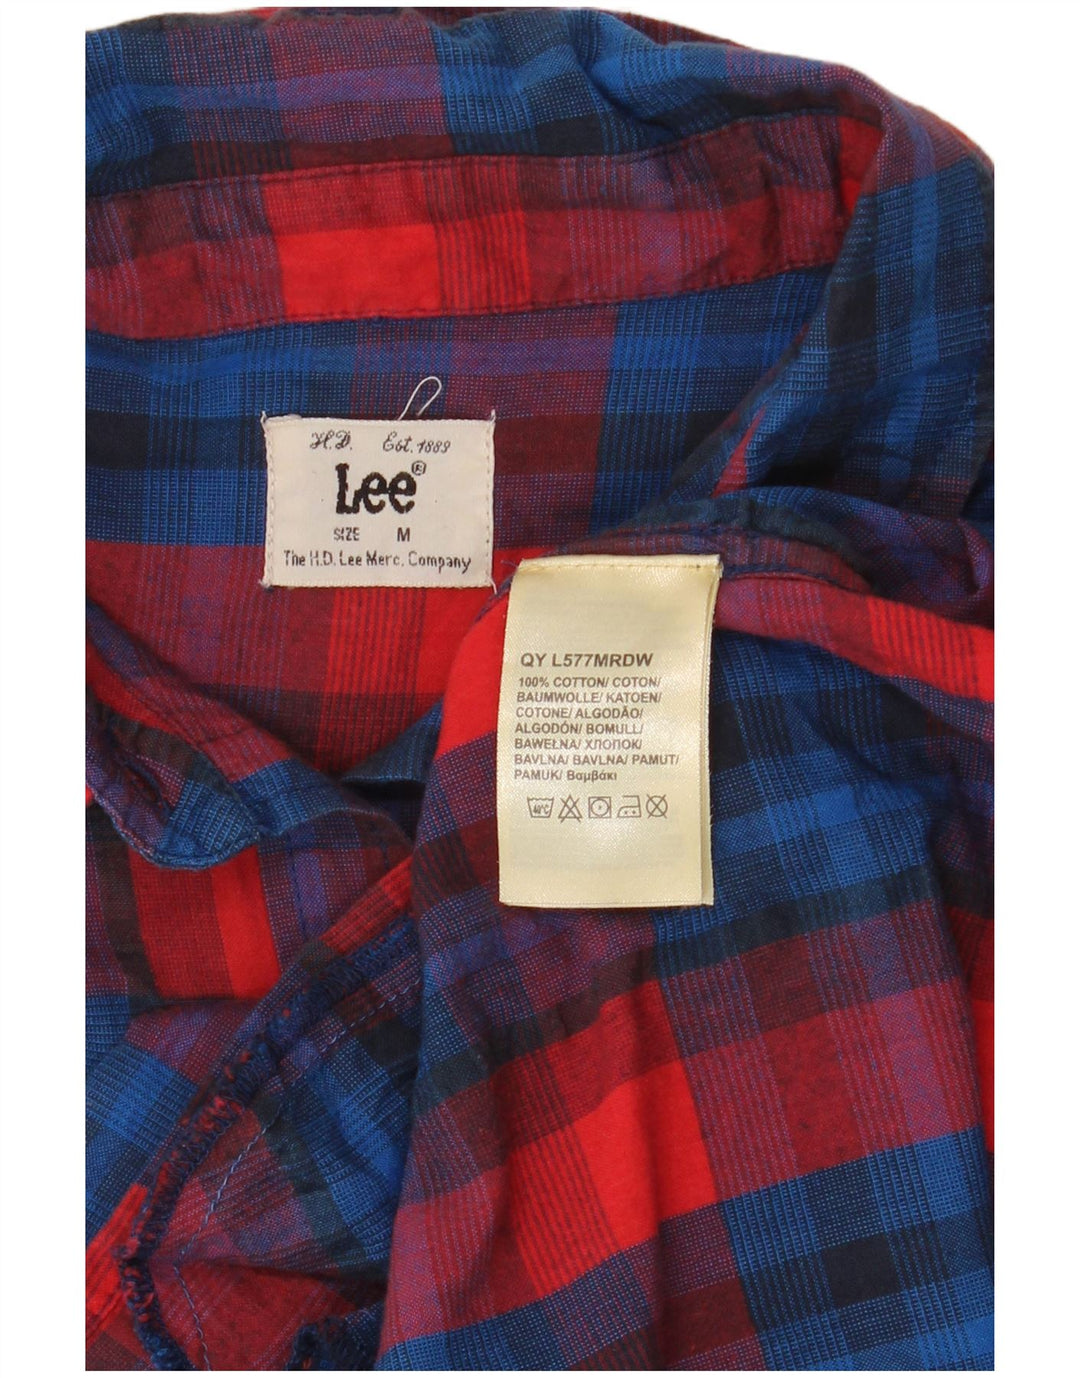 H.D. Est. 1889
Lee®
SIZE M
The H.D. Lee Merc. Company
QY L577MRDW
100% COTTON/ COTON/
BAUMWOLLE/ KATOEN/
COTONE/ ALGODÃO/
ALGODÓN/ BOMULL/
BAWEŁNA/ ХЛОПОК/
BAVLNA/ BAVLNA/ PAMUT/
PAMUK/ Βαμβάκι
40°C